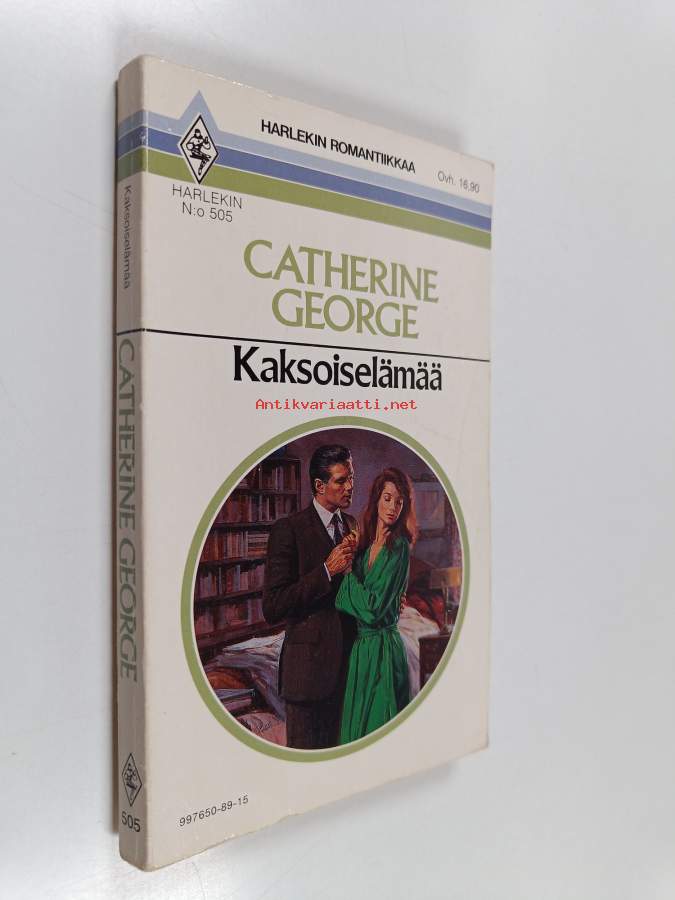 HARLEKIN ROMANTIIKKAA
Ovh. 16,90
HARLEKIN
N:o 505
CATHERINE
GEORGE
Kaksoiselämää
Antikvariaatti.net
997650-89-15
Kaksoiselämää
CATHERINE GEORGE
505